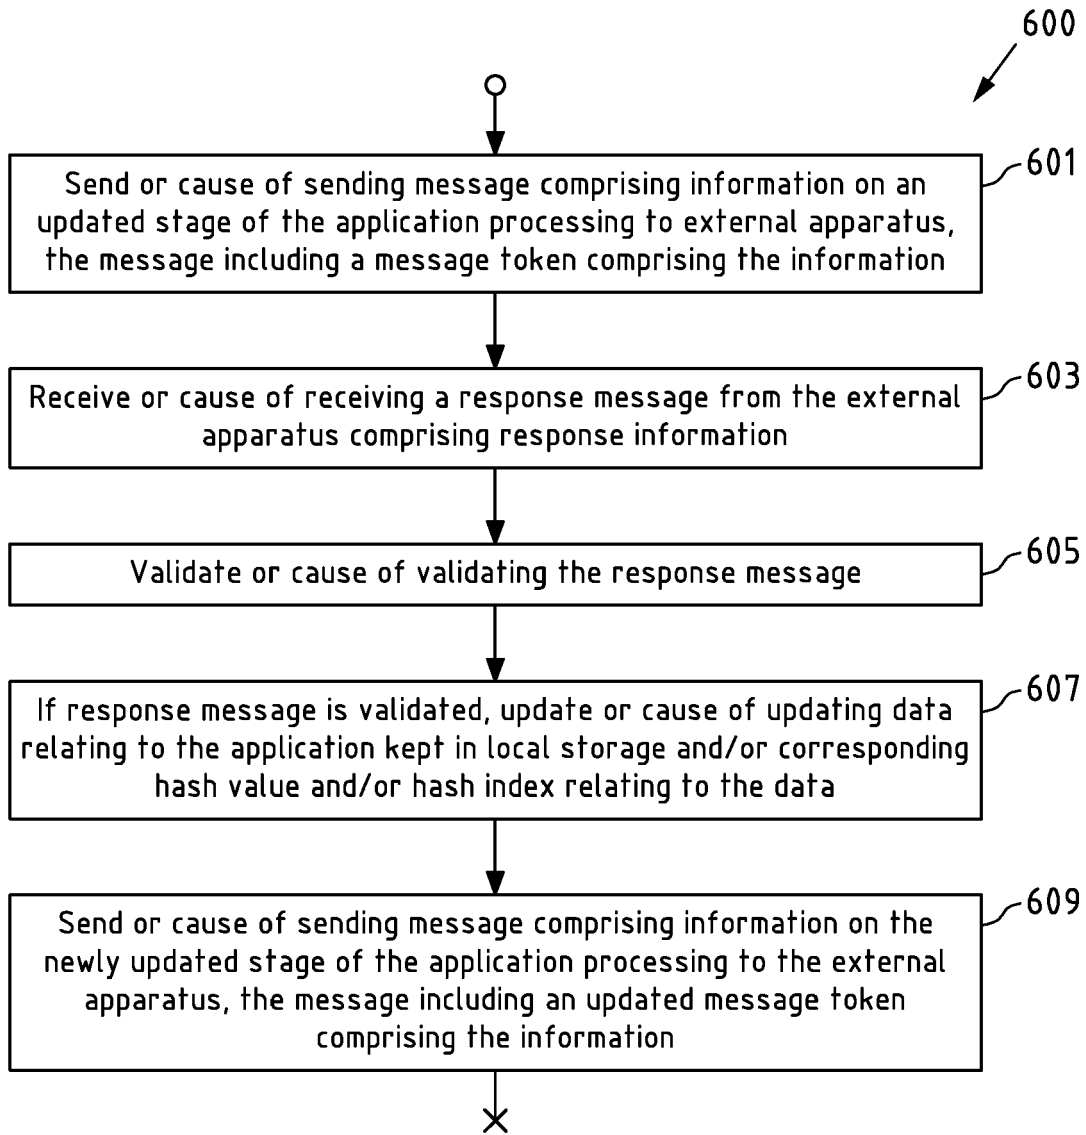 600
601
Send or cause of sending message comprising information on an
updated stage of the application processing to external apparatus,
the message including a message token comprising the information
603
Receive or cause of receiving a response message from the external
apparatus comprising response information
605
Validate or cause of validating the response message
607
If response message is validated, update or cause of updating data
relating to the application kept in local storage and/or corresponding
hash value and/or hash index relating to the data
609
Send or cause of sending message comprising information on the
newly updated stage of the application processing to the external
apparatus, the message including an updated message token
comprising the information